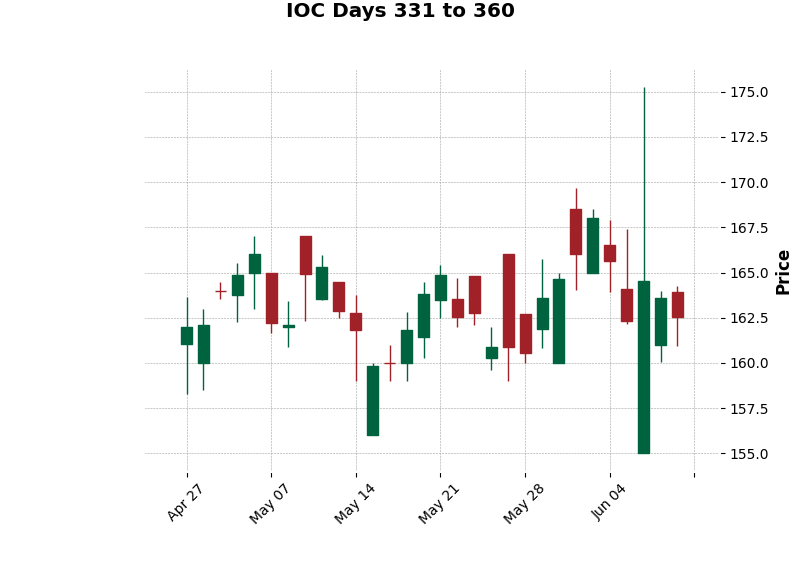 IOC Days 331 to 360
175.0
172.5
170.0
167.5
165.0
162.5
160.0
157.5
155.0
Price
Apr 27
May 07
May 14
May 21
May 28
Jun 04